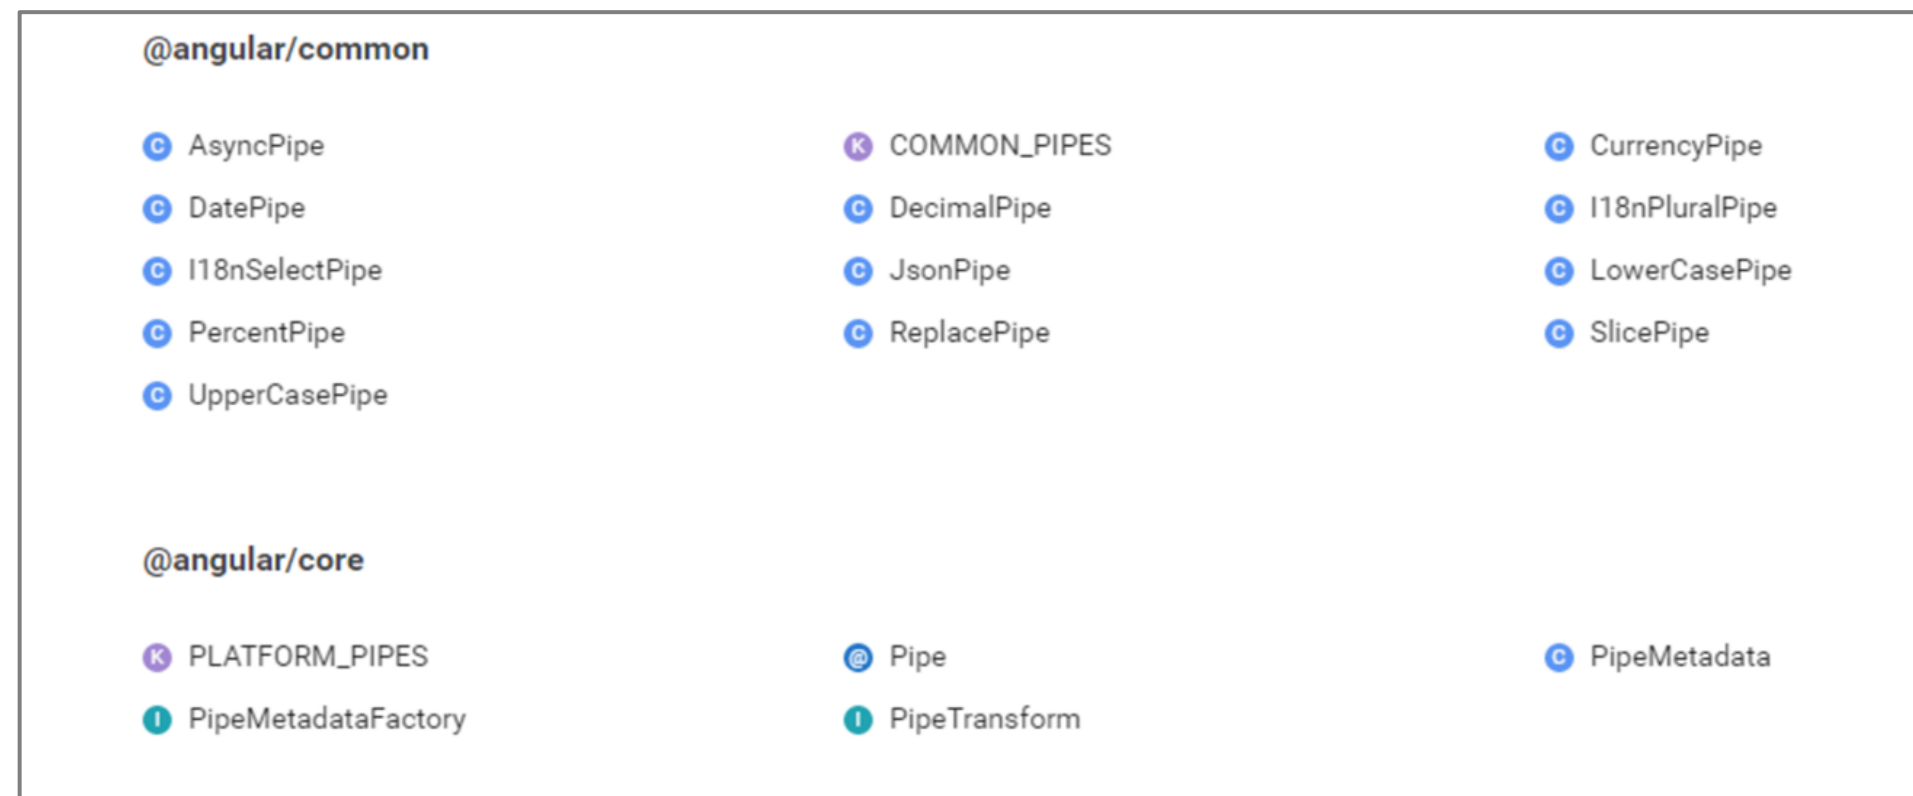 @angular/common
C AsyncPipe K COMMON_PIPES C CurrencyPipe
C DatePipe C DecimalPipe C I18nPluralPipe
C I18nSelectPipe C JsonPipe C LowerCasePipe
C PercentPipe C ReplacePipe C SlicePipe
C UpperCasePipe
@angular/core
K PLATFORM_PIPES @ Pipe C PipeMetadata
I PipeMetadataFactory I PipeTransform